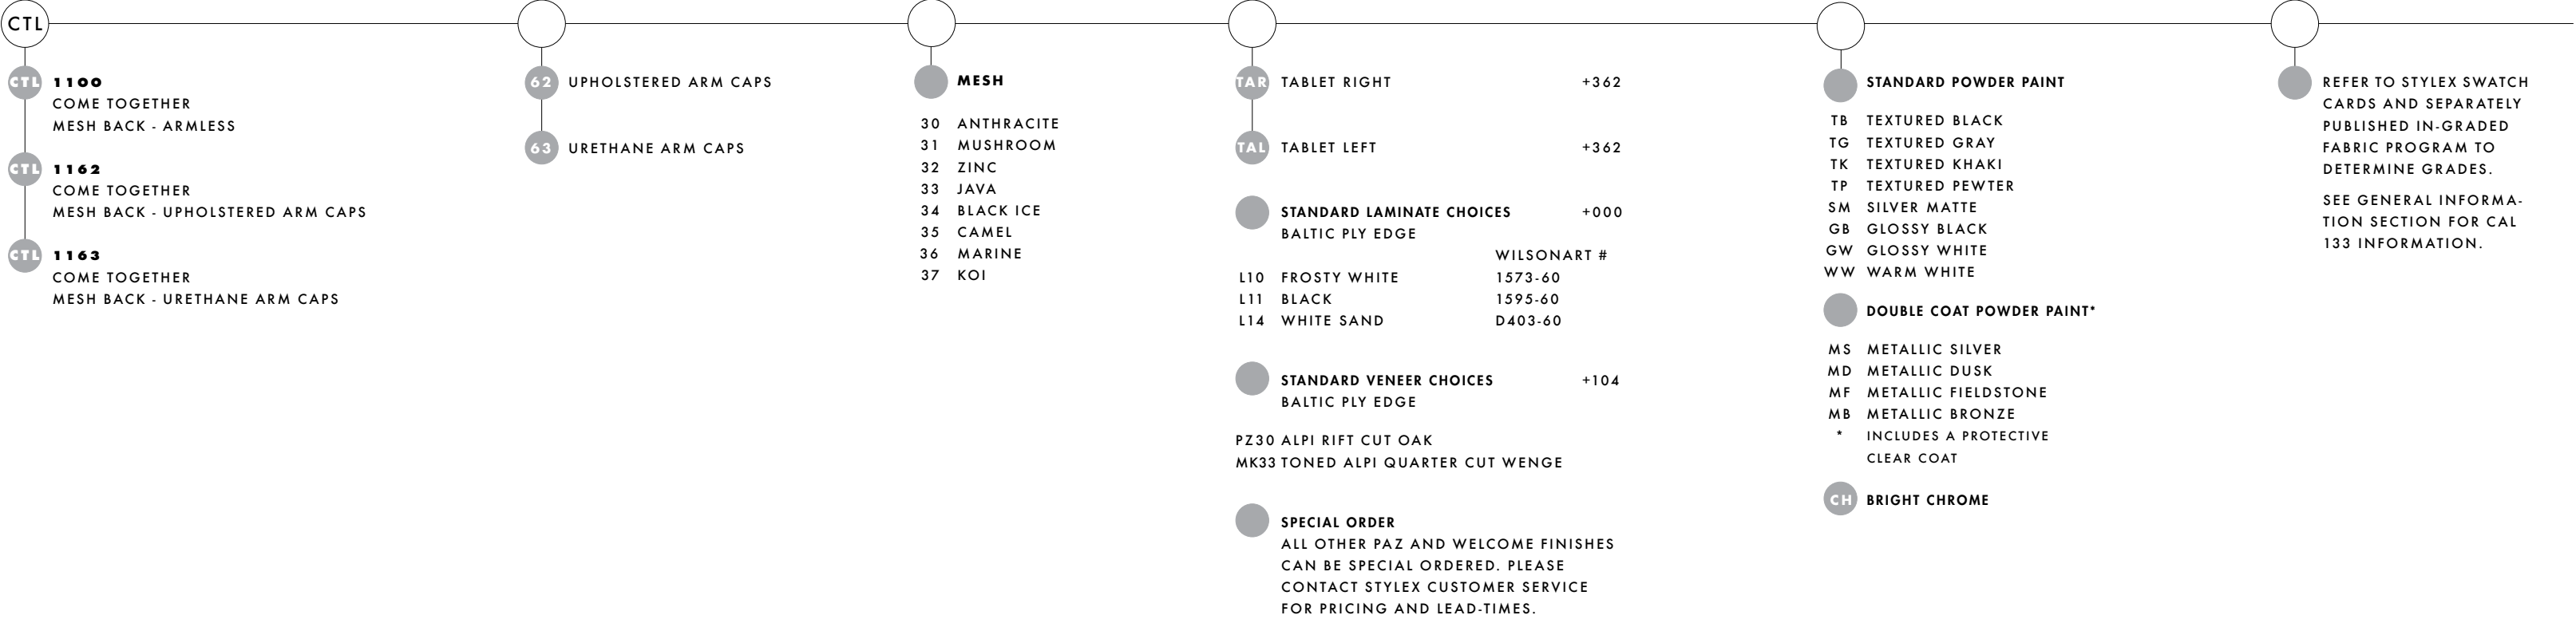 CTL
CTL 1100
COME TOGETHER
MESH BACK - ARMLESS
CTL 1162
COME TOGETHER
MESH BACK - UPHOLSTERED ARM CAPS
CTL 1163
COME TOGETHER
MESH BACK - URETHANE ARM CAPS
62 UPHOLSTERED ARM CAPS
63 URETHANE ARM CAPS
MESH
30 ANTHRACITE
31 MUSHROOM
32 ZINC
33 JAVA
34 BLACK ICE
35 CAMEL
36 MARINE
37 KOI
TAR TABLET RIGHT +362
TAL TABLET LEFT +362
STANDARD LAMINATE CHOICES +000
BALTIC PLY EDGE
WILSONART #
L10 FROSTY WHITE 1573-60
L11 BLACK 1595-60
L14 WHITE SAND D403-60
STANDARD VENEER CHOICES +104
BALTIC PLY EDGE
PZ30 ALPI RIFT CUT OAK
MK33 TONED ALPI QUARTER CUT WENGE
SPECIAL ORDER
ALL OTHER PAZ AND WELCOME FINISHES
CAN BE SPECIAL ORDERED. PLEASE
CONTACT STYLEX CUSTOMER SERVICE
FOR PRICING AND LEAD-TIMES.
STANDARD POWDER PAINT
TB TEXTURED BLACK
TG TEXTURED GRAY
TK TEXTURED KHAKI
TP TEXTURED PEWTER
SM SILVER MATTE
GB GLOSSY BLACK
GW GLOSSY WHITE
WW WARM WHITE
DOUBLE COAT POWDER PAINT*
MS METALLIC SILVER
MD METALLIC DUSK
MF METALLIC FIELDSTONE
MB METALLIC BRONZE
* INCLUDES A PROTECTIVE
CLEAR COAT
CH BRIGHT CHROME
REFER TO STYLEX SWATCH
CARDS AND SEPARATELY
PUBLISHED IN-GRADED
FABRIC PROGRAM TO
DETERMINE GRADES.
SEE GENERAL INFORMA-
TION SECTION FOR CAL
133 INFORMATION.